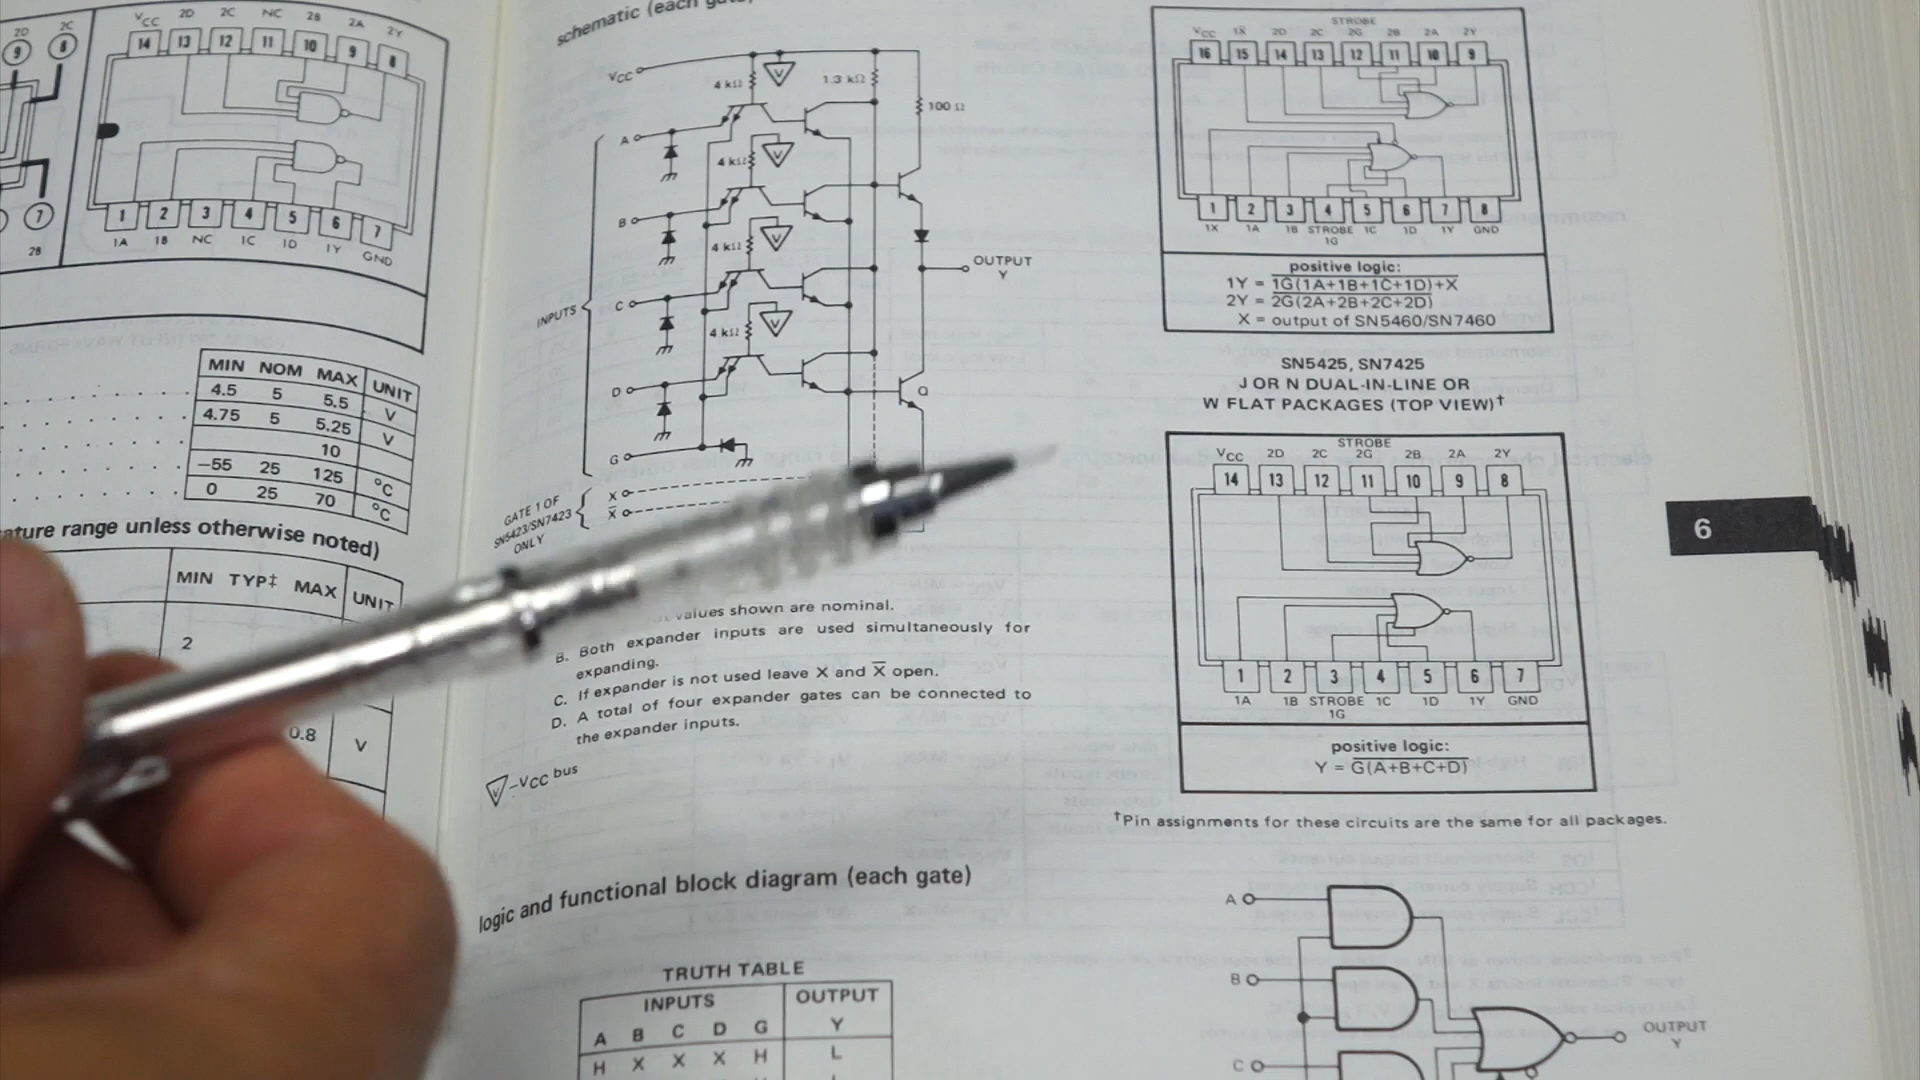 2D
2C
9
8
7
2B
VCC 2D 2C NC 2B 2A 2Y
14 13 12 11 10 9 8
1 2 3 4 5 6 7
1A 1B NC 1C 1D 1Y GND
MIN NOM MAX UNIT
4.5 5 5.5 V
4.75 5 5.25 V
10
−55 25 125 °C
0 25 70 °C
ature range unless otherwise noted)
MIN TYP‡ MAX UNIT
2
0.8 V
schematic (each gate)
VCC
4 kΩ
1.3 kΩ
100 Ω
V
A
4 kΩ
V
B
4 kΩ
V
OUTPUT
Y
INPUTS
C
4 kΩ
V
D
Q
G
GATE 1 OF
SN5423/SN7423
ONLY
X
X̅
values shown are nominal.
B. Both expander inputs are used simultaneously for
expanding.
C. If expander is not used leave X and X̅ open.
D. A total of four expander gates can be connected to
the expander inputs.
V –VCC bus
logic and functional block diagram (each gate)
TRUTH TABLE
INPUTS OUTPUT
A B C D G Y
H X X X H L
STROBE
VCC 1X̅ 2D 2C 2G 2B 2A 2Y
16 15 14 13 12 11 10 9
1 2 3 4 5 6 7 8
1X 1A 1B STROBE 1C 1D 1Y GND
1G
positive logic:
1Y = 1G(1A+1B+1C+1D)+X
2Y = 2G(2A+2B+2C+2D)
X = output of SN5460/SN7460
SN5425, SN7425
J OR N DUAL-IN-LINE OR
W FLAT PACKAGES (TOP VIEW)†
STROBE
VCC 2D 2C 2G 2B 2A 2Y
14 13 12 11 10 9 8
1 2 3 4 5 6 7
1A 1B STROBE 1C 1D 1Y GND
1G
positive logic:
Y = G(A+B+C+D)
†Pin assignments for these circuits are the same for all packages.
A
B
C
OUTPUT
Y
6